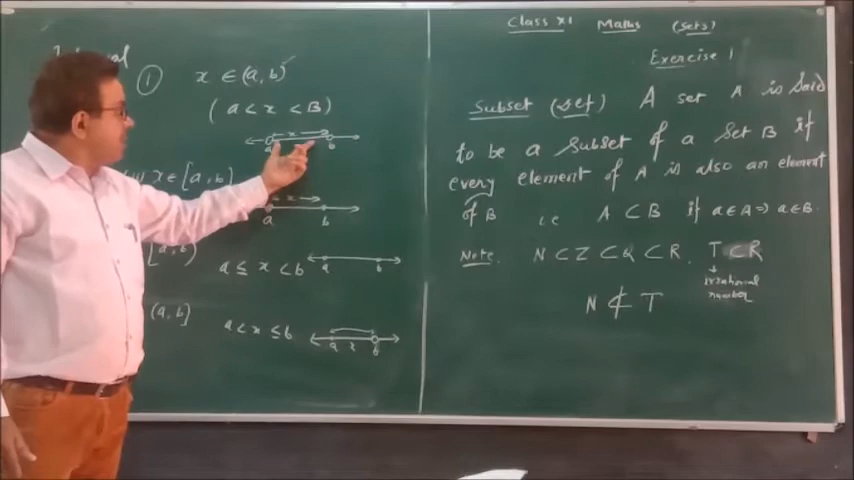 Interval
① x ∈ (a, b)
( a < x < B )
x
a b
x ∈ [a, b]
x
a b
[a, b)
a ≤ x < b
a b
(a, b]
a < x ≤ b
a x b
Class XI Maths (Sets)
Exercise 1
Subset (Set) A set A is said
to be a subset of a set B if
every element of A is also an element
of B ie A ⊂ B if a ∈ A ⇒ a ∈ B.
Note. N ⊂ Z ⊂ Q ⊂ R. T ⊂ R
irrational
number
N ⊄ T